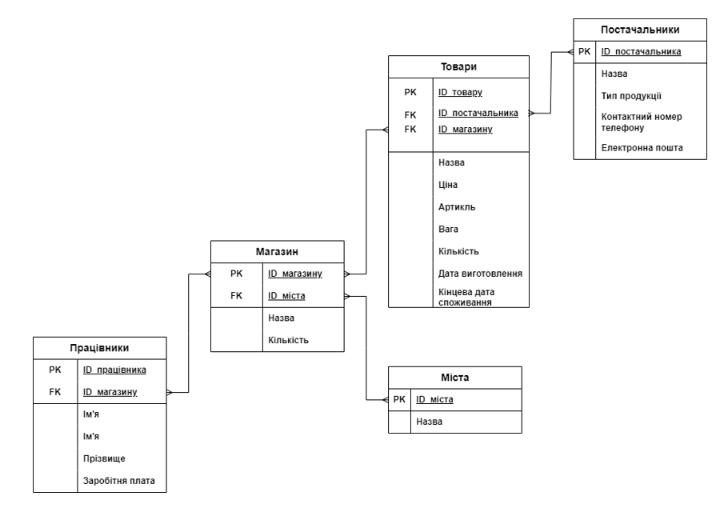 Постачальники
PK ID_постачальника
Назва
Тип продукції
Контактний номер
телефону
Електронна пошта
Товари
PK ID_товару
FK ID_постачальника
FK ID_магазину
Назва
Ціна
Артикль
Вага
Кількість
Дата виготовлення
Кінцева дата
споживання
Магазин
PK ID_магазину
FK ID_міста
Назва
Кількість
Працівники
PK ID_працівника
FK ID_магазину
Ім'я
Ім'я
Прізвище
Заробітня плата
Міста
PK ID_міста
Назва